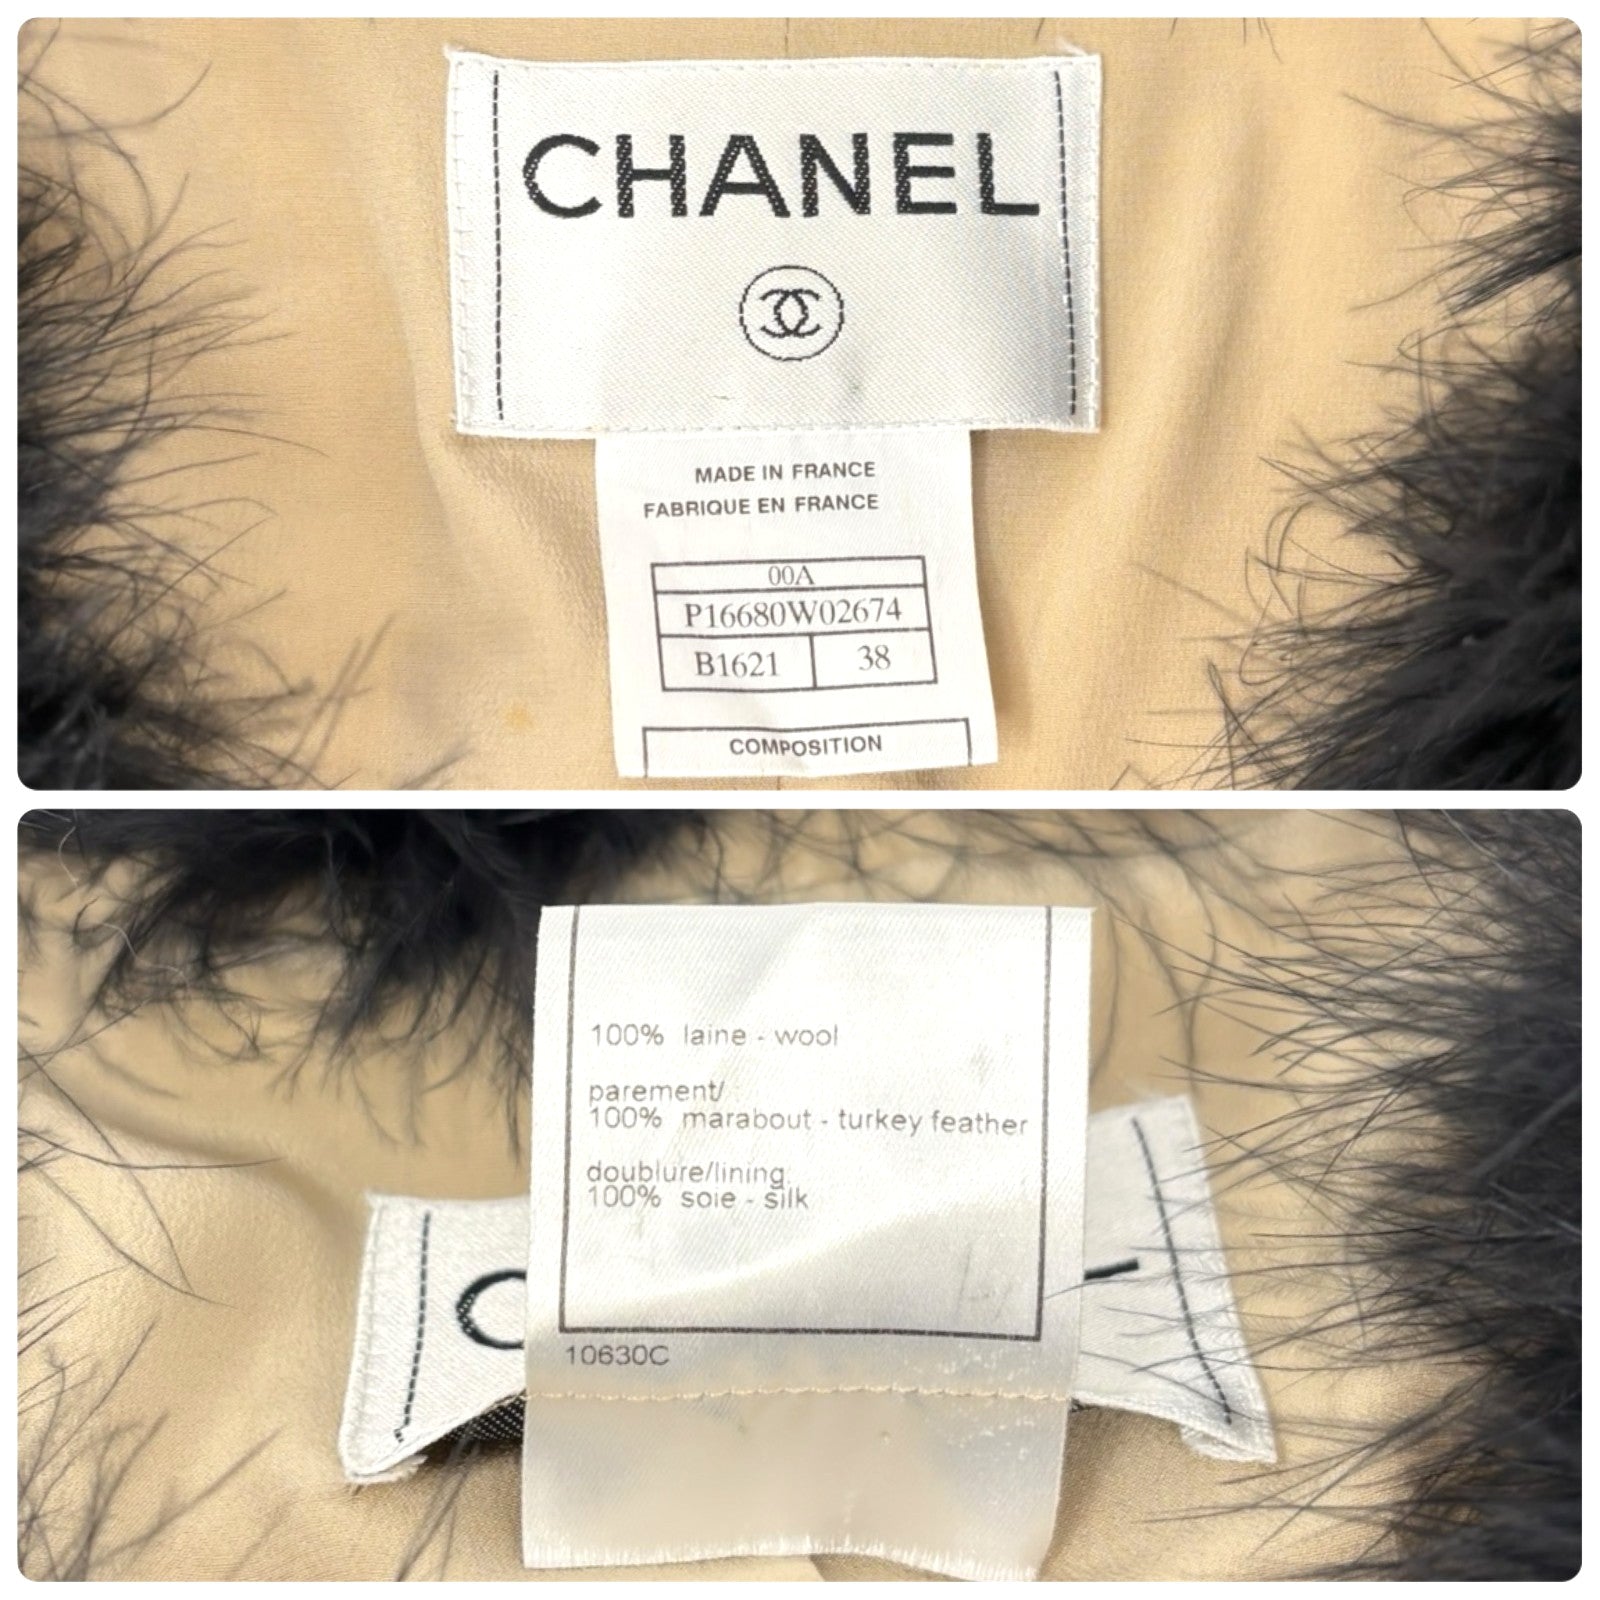 CHANEL
MADE IN FRANCE
FABRIQUE EN FRANCE
00A
P16680W02674
B1621 38
COMPOSITION
100% laine - wool
parement/
100% marabout - turkey feather
doublure/lining
100% soie - silk
10630C